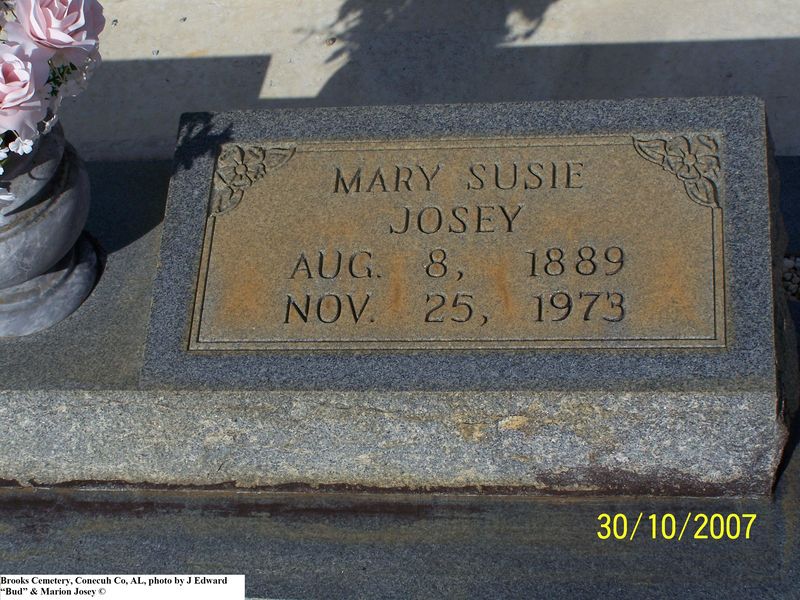 MARY SUSIE
JOSEY
AUG. 8, 1889
NOV. 25, 1973
30/10/2007
Brooks Cemetery, Conecuh Co, AL, photo by J Edward
“Bud” & Marion Josey ©